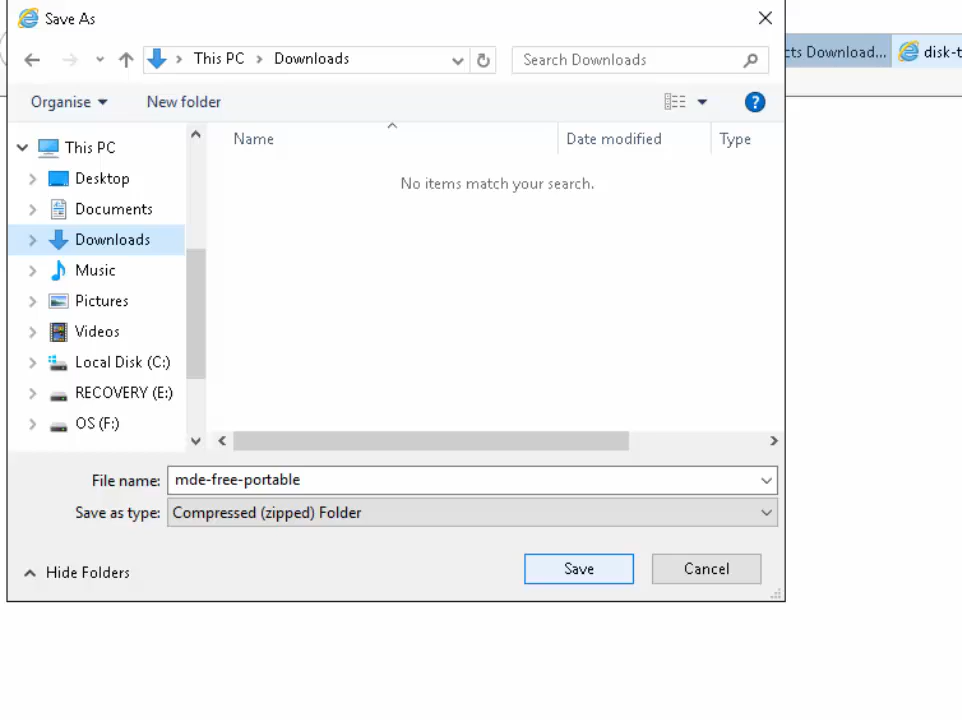 Save As
This PC Downloads
Search Downloads
cts Download...
disk-t
Organise
New folder
?
Name
Date modified
Type
No items match your search.
This PC
Desktop
Documents
Downloads
Music
Pictures
Videos
Local Disk (C:)
RECOVERY (E:)
OS (F:)
File name: mde-free-portable
Save as type: Compressed (zipped) Folder
Hide Folders
Save
Cancel